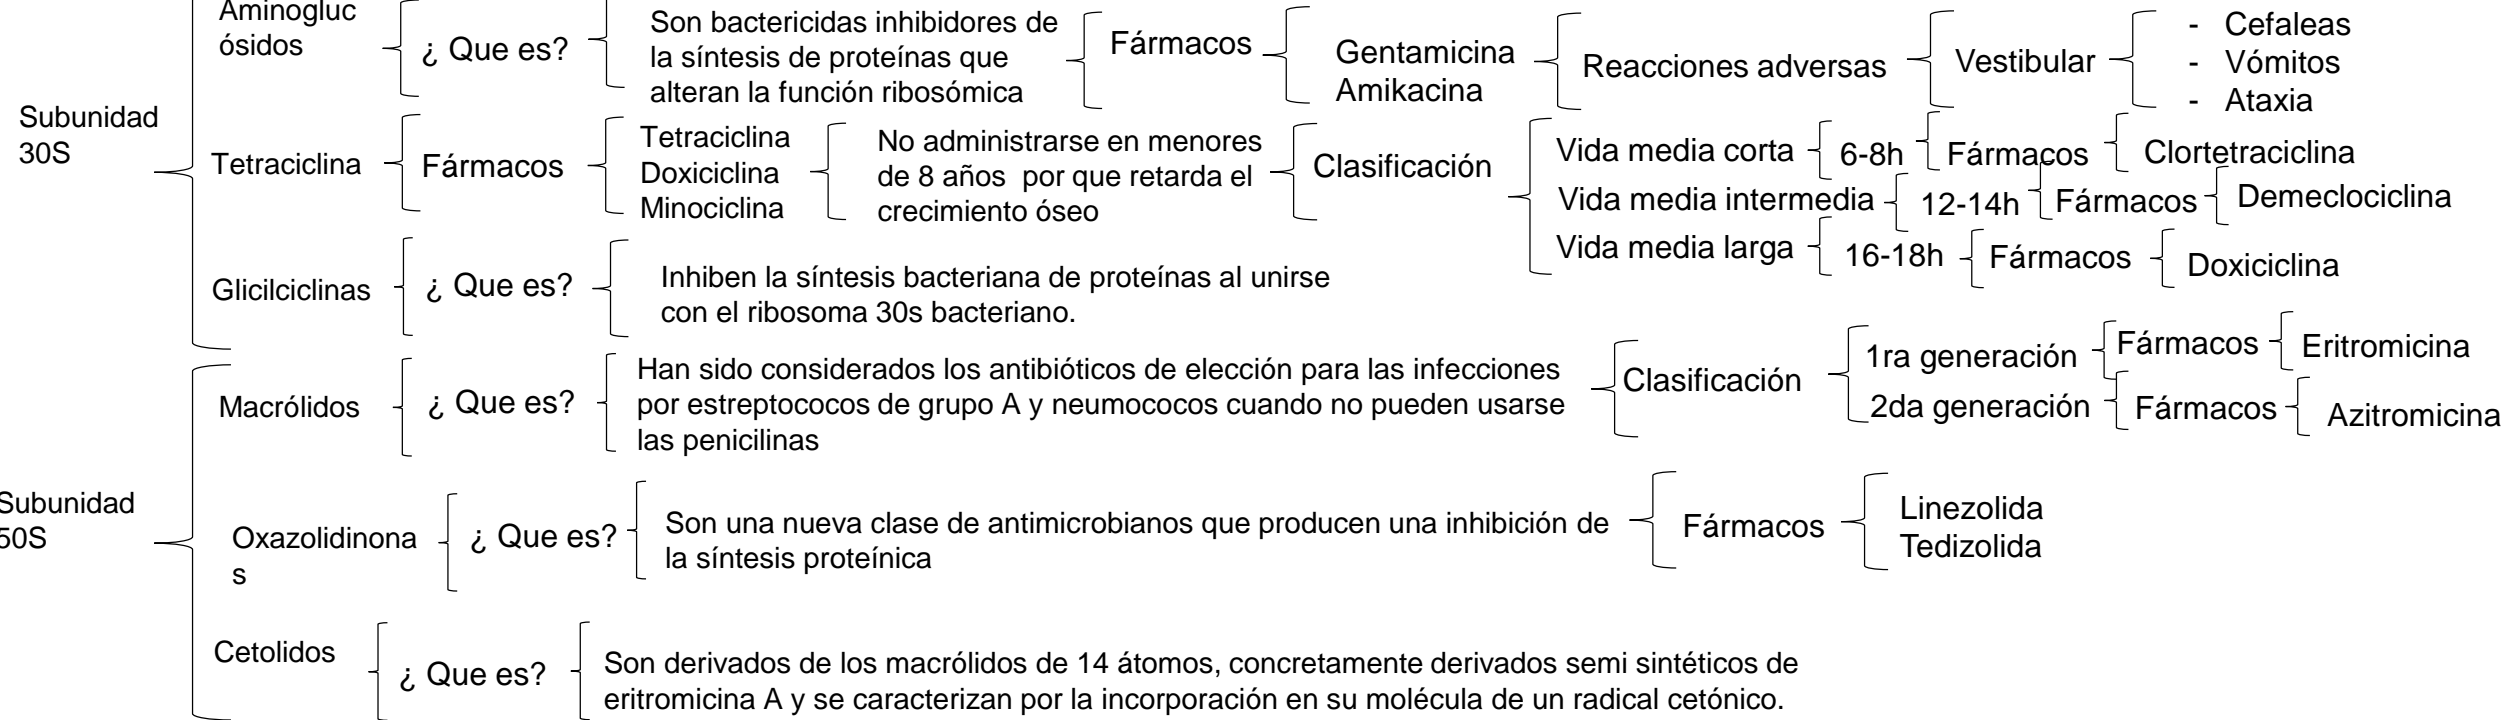 Aminogluc
ósidos
¿ Que es?
Son bactericidas inhibidores de
la síntesis de proteínas que
alteran la función ribosómica
Fármacos
Gentamicina
Amikacina
Reacciones adversas
Vestibular
- Cefaleas
- Vómitos
- Ataxia
Subunidad
30S
Tetraciclina
Fármacos
Tetraciclina
Doxiciclina
Minociclina
No administrarse en menores
de 8 años por que retarda el
crecimiento óseo
Clasificación
Vida media corta
6-8h
Fármacos
Clortetraciclina
Vida media intermedia
12-14h
Fármacos
Demeclociclina
Vida media larga
16-18h
Fármacos
Doxiciclina
Glicilciclinas
¿ Que es?
Inhiben la síntesis bacteriana de proteínas al unirse
con el ribosoma 30s bacteriano.
Macrólidos
¿ Que es?
Han sido considerados los antibióticos de elección para las infecciones
por estreptococos de grupo A y neumococos cuando no pueden usarse
las penicilinas
Clasificación
1ra generación
Fármacos
Eritromicina
2da generación
Fármacos
Azitromicina
Subunidad
50S
Oxazolidinona
s
¿ Que es?
Son una nueva clase de antimicrobianos que producen una inhibición de
la síntesis proteínica
Fármacos
Linezolida
Tedizolida
Cetolidos
¿ Que es?
Son derivados de los macrólidos de 14 átomos, concretamente derivados semi sintéticos de
eritromicina A y se caracterizan por la incorporación en su molécula de un radical cetónico.